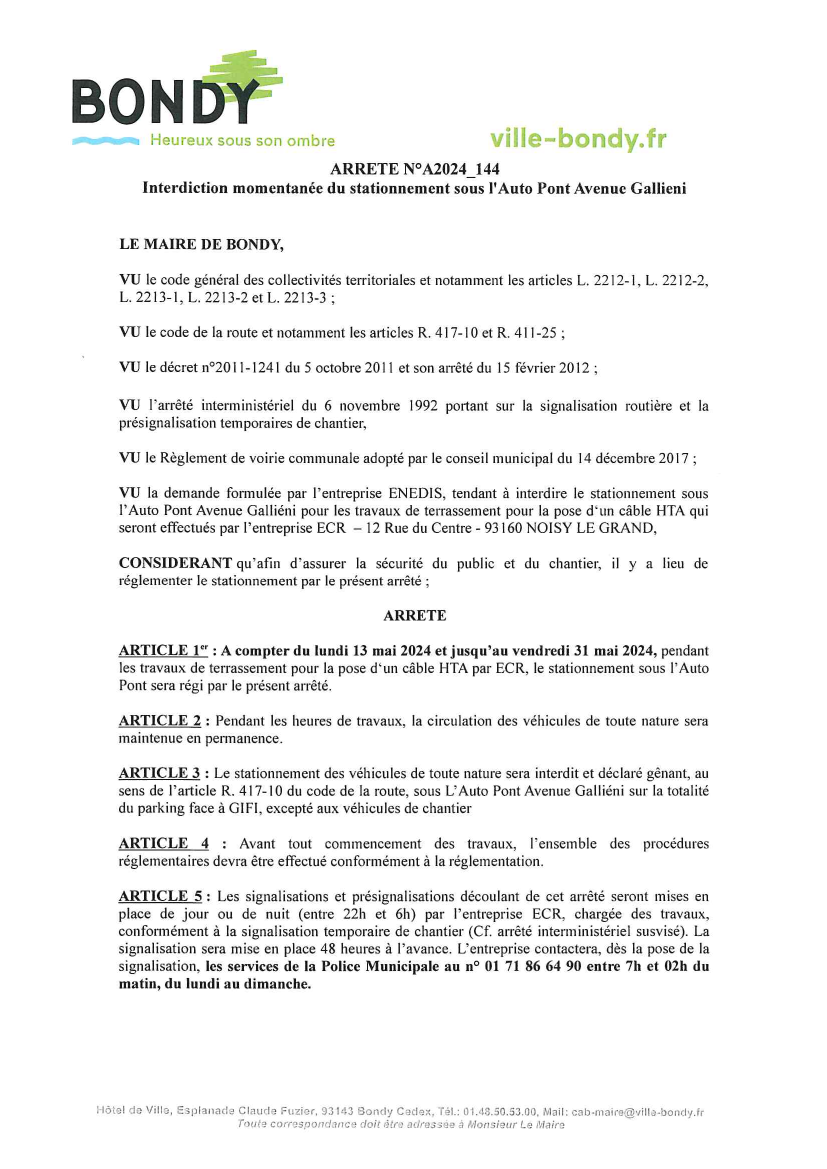 BONDY
Heureux sous son ombre
ville-bondy.fr
ARRETE N°A2024_144
Interdiction momentanée du stationnement sous l'Auto Pont Avenue Gallieni
LE MAIRE DE BONDY,
VU le code général des collectivités territoriales et notamment les articles L. 2212-1, L. 2212-2,
L. 2213-1, L. 2213-2 et L. 2213-3 ;
VU le code de la route et notamment les articles R. 417-10 et R. 411-25 ;
VU le décret n°2011-1241 du 5 octobre 2011 et son arrêté du 15 février 2012 ;
VU l'arrêté interministériel du 6 novembre 1992 portant sur la signalisation routière et la
présignalisation temporaires de chantier,
VU le Règlement de voirie communale adopté par le conseil municipal du 14 décembre 2017 ;
VU la demande formulée par l'entreprise ENEDIS, tendant à interdire le stationnement sous
l'Auto Pont Avenue Galliéni pour les travaux de terrassement pour la pose d'un câble HTA qui
seront effectués par l'entreprise ECR – 12 Rue du Centre - 93160 NOISY LE GRAND,
CONSIDERANT qu'afin d'assurer la sécurité du public et du chantier, il y a lieu de
réglementer le stationnement par le présent arrêté ;
ARRETE
ARTICLE 1er : A compter du lundi 13 mai 2024 et jusqu'au vendredi 31 mai 2024, pendant
les travaux de terrassement pour la pose d'un câble HTA par ECR, le stationnement sous l'Auto
Pont sera régi par le présent arrêté.
ARTICLE 2 : Pendant les heures de travaux, la circulation des véhicules de toute nature sera
maintenue en permanence.
ARTICLE 3 : Le stationnement des véhicules de toute nature sera interdit et déclaré gênant, au
sens de l'article R. 417-10 du code de la route, sous L'Auto Pont Avenue Galliéni sur la totalité
du parking face à GIFI, excepté aux véhicules de chantier
ARTICLE 4 : Avant tout commencement des travaux, l'ensemble des procédures
réglementaires devra être effectué conformément à la réglementation.
ARTICLE 5 : Les signalisations et présignalisations découlant de cet arrêté seront mises en
place de jour ou de nuit (entre 22h et 6h) par l'entreprise ECR, chargée des travaux,
conformément à la signalisation temporaire de chantier (Cf. arrêté interministériel susvisé). La
signalisation sera mise en place 48 heures à l'avance. L'entreprise contactera, dès la pose de la
signalisation, les services de la Police Municipale au n° 01 71 86 64 90 entre 7h et 02h du
matin, du lundi au dimanche.
Hôtel de Ville, Esplanade Claude Fuzier, 93143 Bondy Cedex, Tél.: 01.48.50.53.00, Mail: cab-maire@ville-bondy.fr
Toute correspondance doit être adressée à Monsieur Le Maire